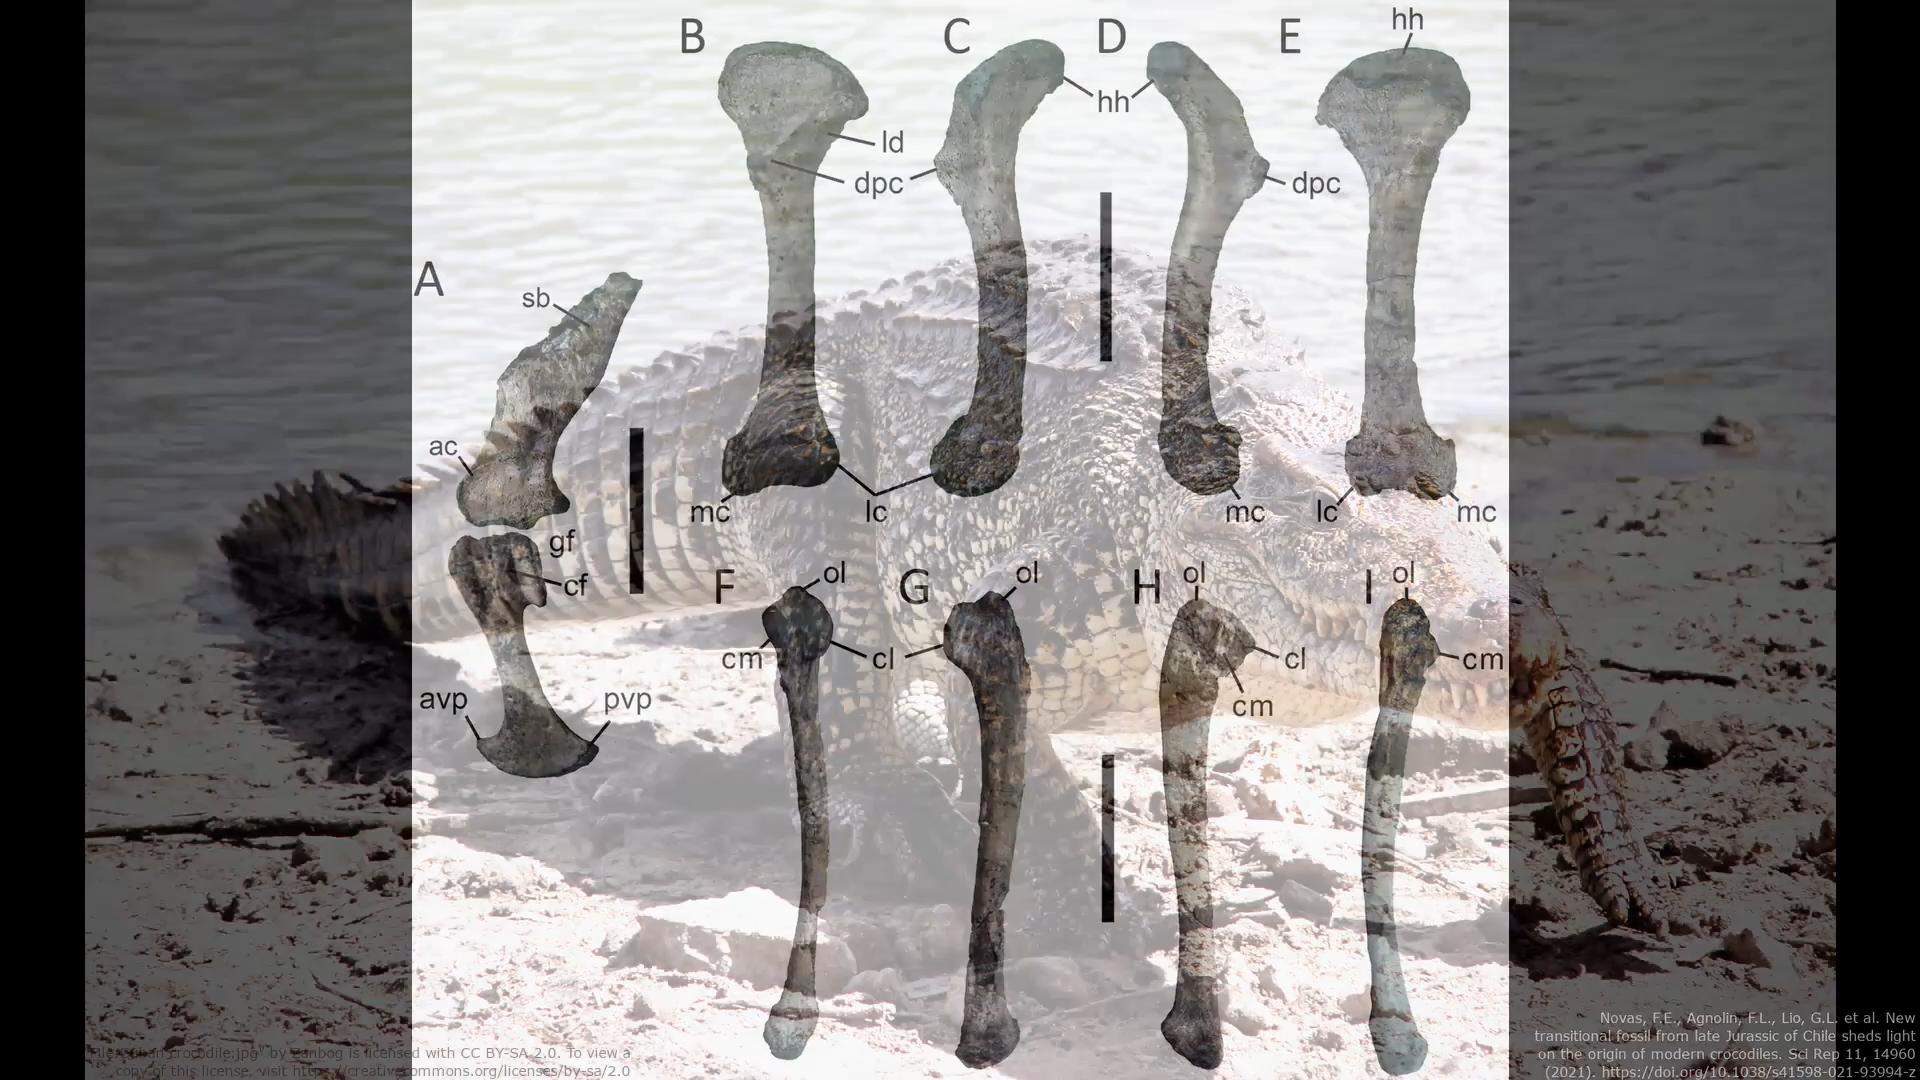 B C D E hh
hh
ld
dpc dpc
A
sb
ac
mc lc mc lc mc
gf
cf
F ol G ol H ol I ol
cm cl cl cm
cm
avp pvp
Novas, F.E., Agnolin, F.L., Lio, G.L. et al. New
transitional fossil from late Jurassic of Chile sheds light
on the origin of modern crocodiles. Sci Rep 11, 14960
(2021). https://doi.org/10.1038/s41598-021-93994-z
crocodile.jpg" by is licensed with CC BY-SA 2.0. To view a
copy of this license, visit https://creativecommons.org/licenses/by-sa/2.0